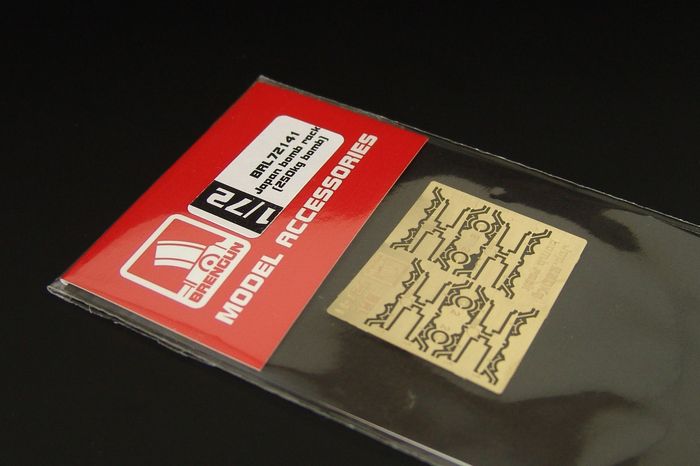 BRL72141
Japan bomb rack
(250kg bomb)
1/72
BRENGUN
MODEL ACCESSORIES